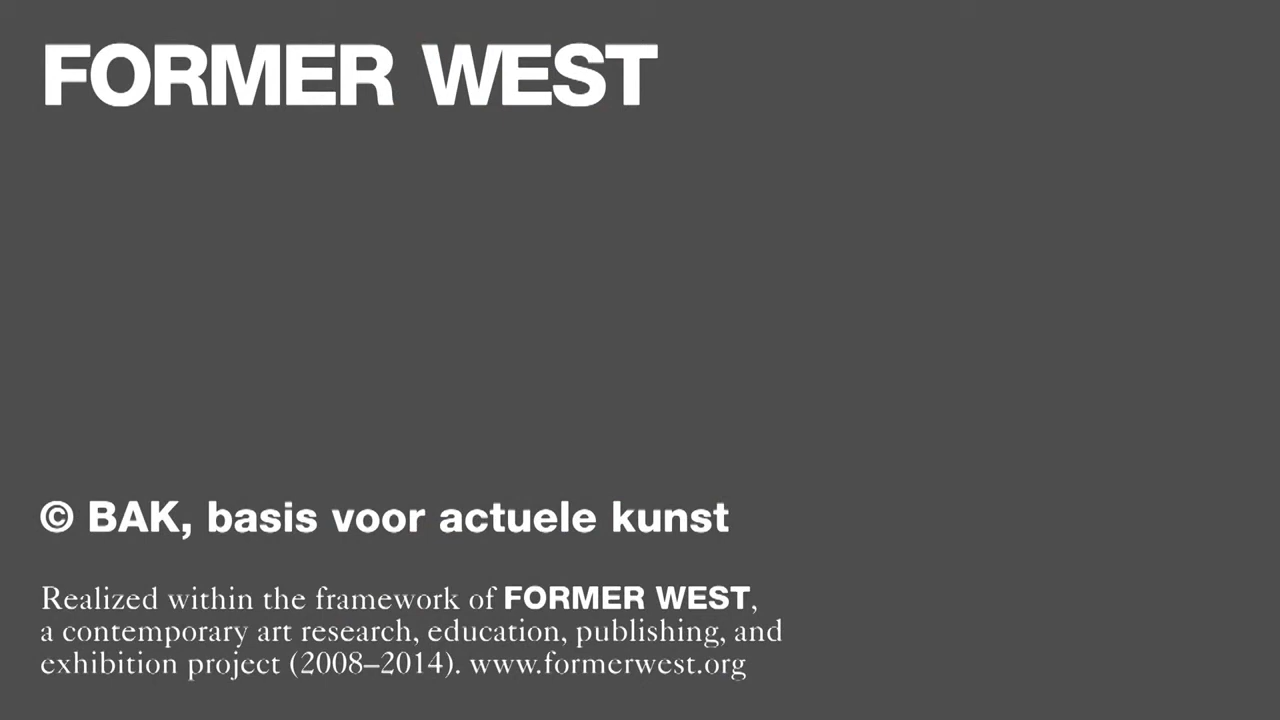 FORMER WEST
© BAK, basis voor actuele kunst
Realized within the framework of FORMER WEST,
a contemporary art research, education, publishing, and
exhibition project (2008–2014). www.formerwest.org